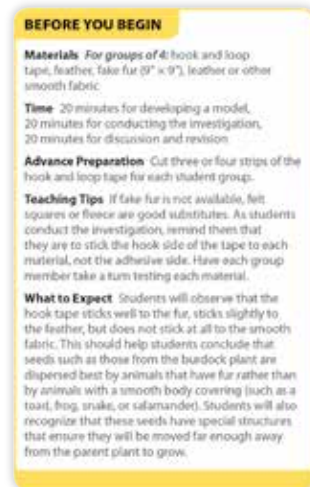 BEFORE YOU BEGIN
Materials For groups of 4: hook and loop
tape, feather, fake fur (9" × 9"), leather or other
smooth fabric
Time 20 minutes for developing a model,
20 minutes for conducting the investigation,
20 minutes for discussion and revision
Advance Preparation Cut three or four strips of the
hook and loop tape for each student group.
Teaching Tips If fake fur is not available, felt
squares or fleece are good substitutes. As students
conduct the investigation, remind them that
they are to stick the hook side of the tape to each
material, not the adhesive side. Have each group
member take a turn testing each material.
What to Expect Students will observe that the
hook tape sticks well to the fur, sticks slightly to
the feather, but does not stick at all to the smooth
fabric. This should help students conclude that
seeds such as those from the burdock plant are
dispersed best by animals that have fur rather than
by animals with a smooth body covering (such as a
toad, frog, snake, or salamander). Students will also
recognize that these seeds have special structures
that ensure they will be moved far enough away
from the parent plant to grow.